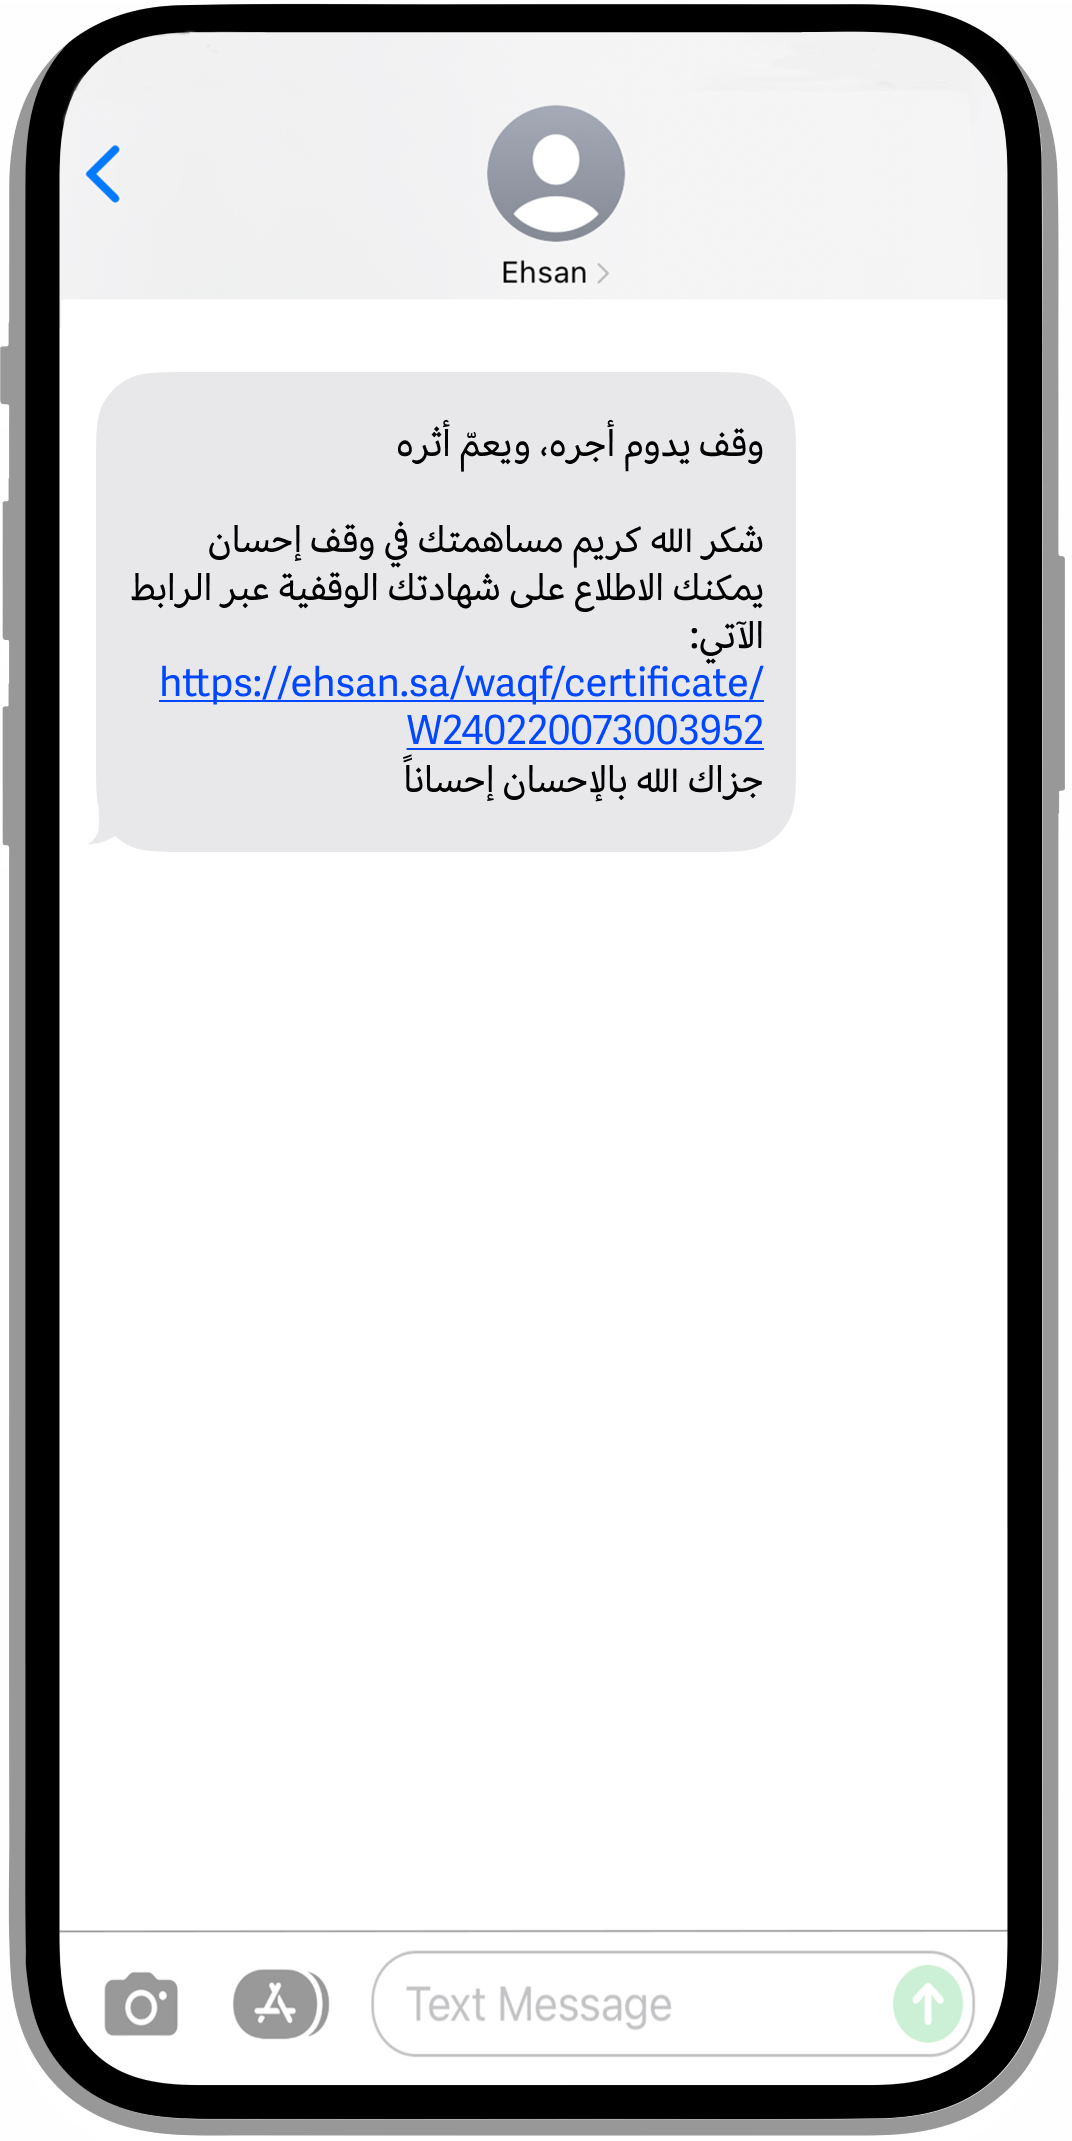 Ehsan
وقف يدوم أجره، ويعمّ أثره
شكر الله كريم مساهمتك في وقف إحسان
يمكنك الاطلاع على شهادتك الوقفية عبر الرابط
الآتي:
https://ehsan.sa/waqf/certificate/
W240220073003952
جزاك الله بالإحسان إحساناً
Text Message